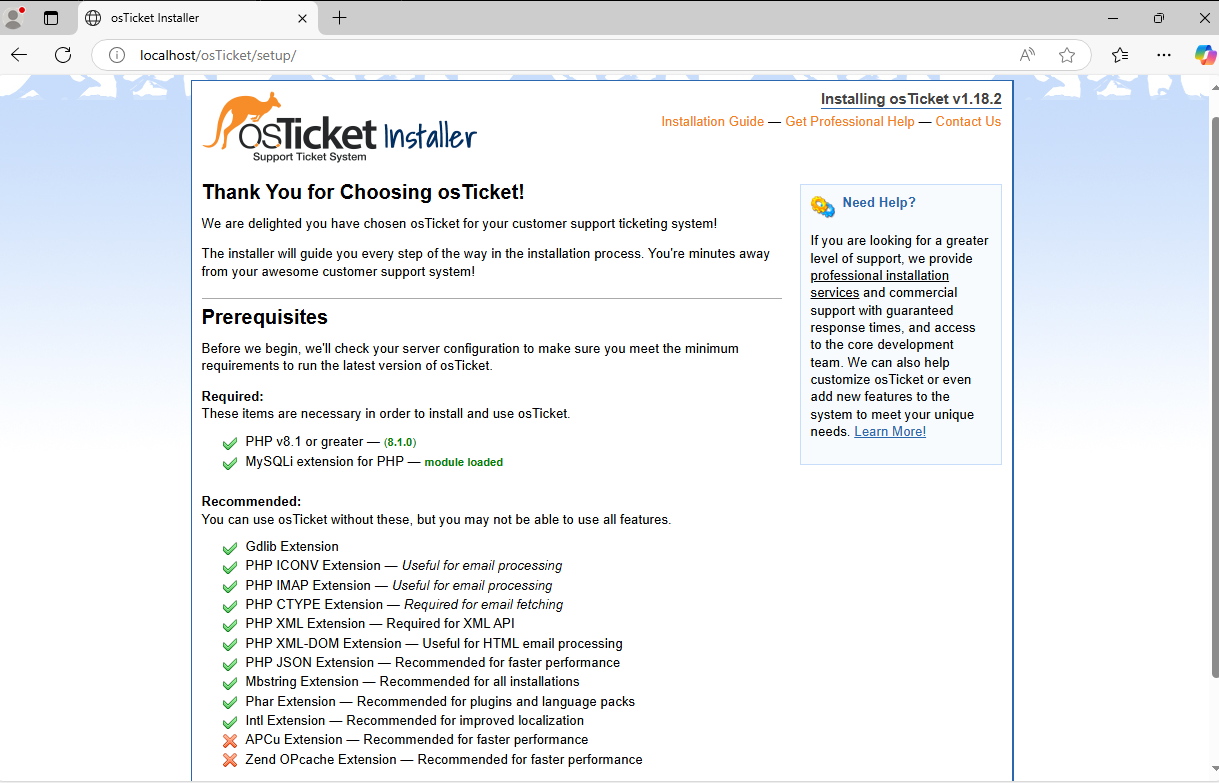 osTicket Installer
localhost/osTicket/setup/
osTicket Installer
Support Ticket System
Installing osTicket v1.18.2
Installation Guide — Get Professional Help — Contact Us
Thank You for Choosing osTicket!
We are delighted you have chosen osTicket for your customer support ticketing system!
The installer will guide you every step of the way in the installation process. You're minutes away
from your awesome customer support system!
Prerequisites
Before we begin, we'll check your server configuration to make sure you meet the minimum
requirements to run the latest version of osTicket.
Required:
These items are necessary in order to install and use osTicket.
PHP v8.1 or greater — (8.1.0)
MySQLi extension for PHP — module loaded
Recommended:
You can use osTicket without these, but you may not be able to use all features.
Gdlib Extension
PHP ICONV Extension — Useful for email processing
PHP IMAP Extension — Useful for email processing
PHP CTYPE Extension — Required for email fetching
PHP XML Extension — Required for XML API
PHP XML-DOM Extension — Useful for HTML email processing
PHP JSON Extension — Recommended for faster performance
Mbstring Extension — Recommended for all installations
Phar Extension — Recommended for plugins and language packs
Intl Extension — Recommended for improved localization
APCu Extension — Recommended for faster performance
Zend OPcache Extension — Recommended for faster performance
Need Help?
If you are looking for a greater
level of support, we provide
professional installation
services and commercial
support with guaranteed
response times, and access
to the core development
team. We can also help
customize osTicket or even
add new features to the
system to meet your unique
needs. Learn More!